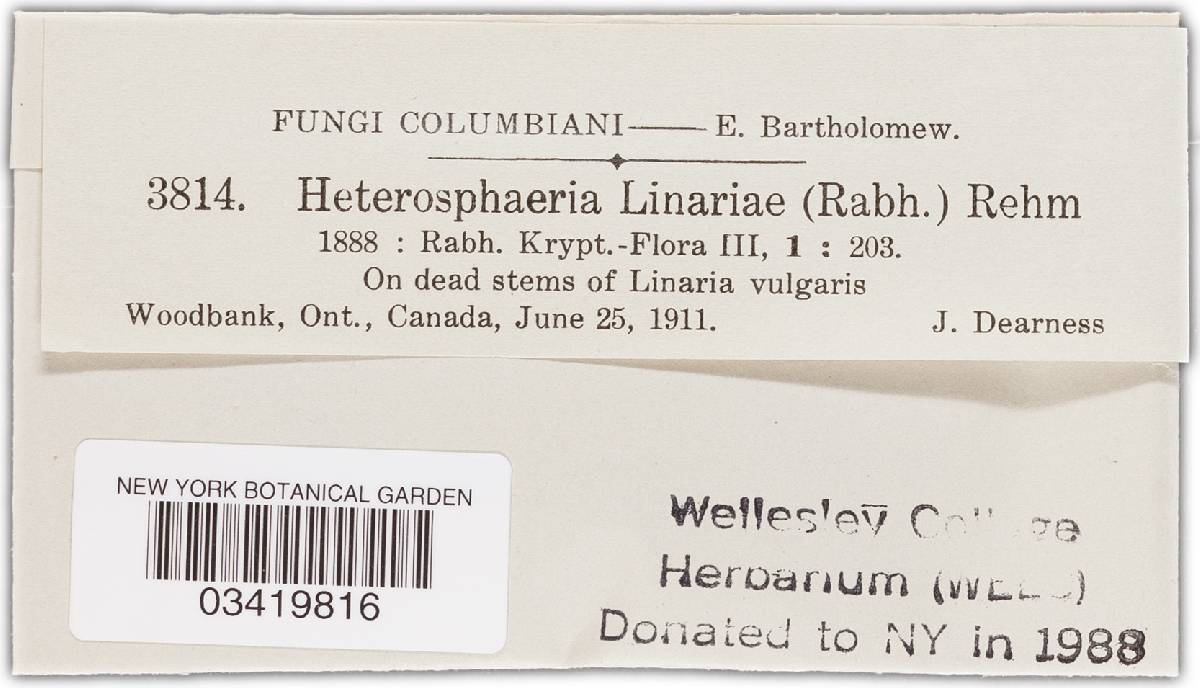 FUNGI COLUMBIANI—— E. Bartholomew.
3814. Heterosphaeria Linariae (Rabh.) Rehm
1888 : Rabh. Krypt.-Flora III, 1 : 203.
On dead stems of Linaria vulgaris
Woodbank, Ont., Canada, June 25, 1911. J. Dearness
NEW YORK BOTANICAL GARDEN
03419816
Wellesley College
Herbarium (WELC)
Donated to NY in 1988